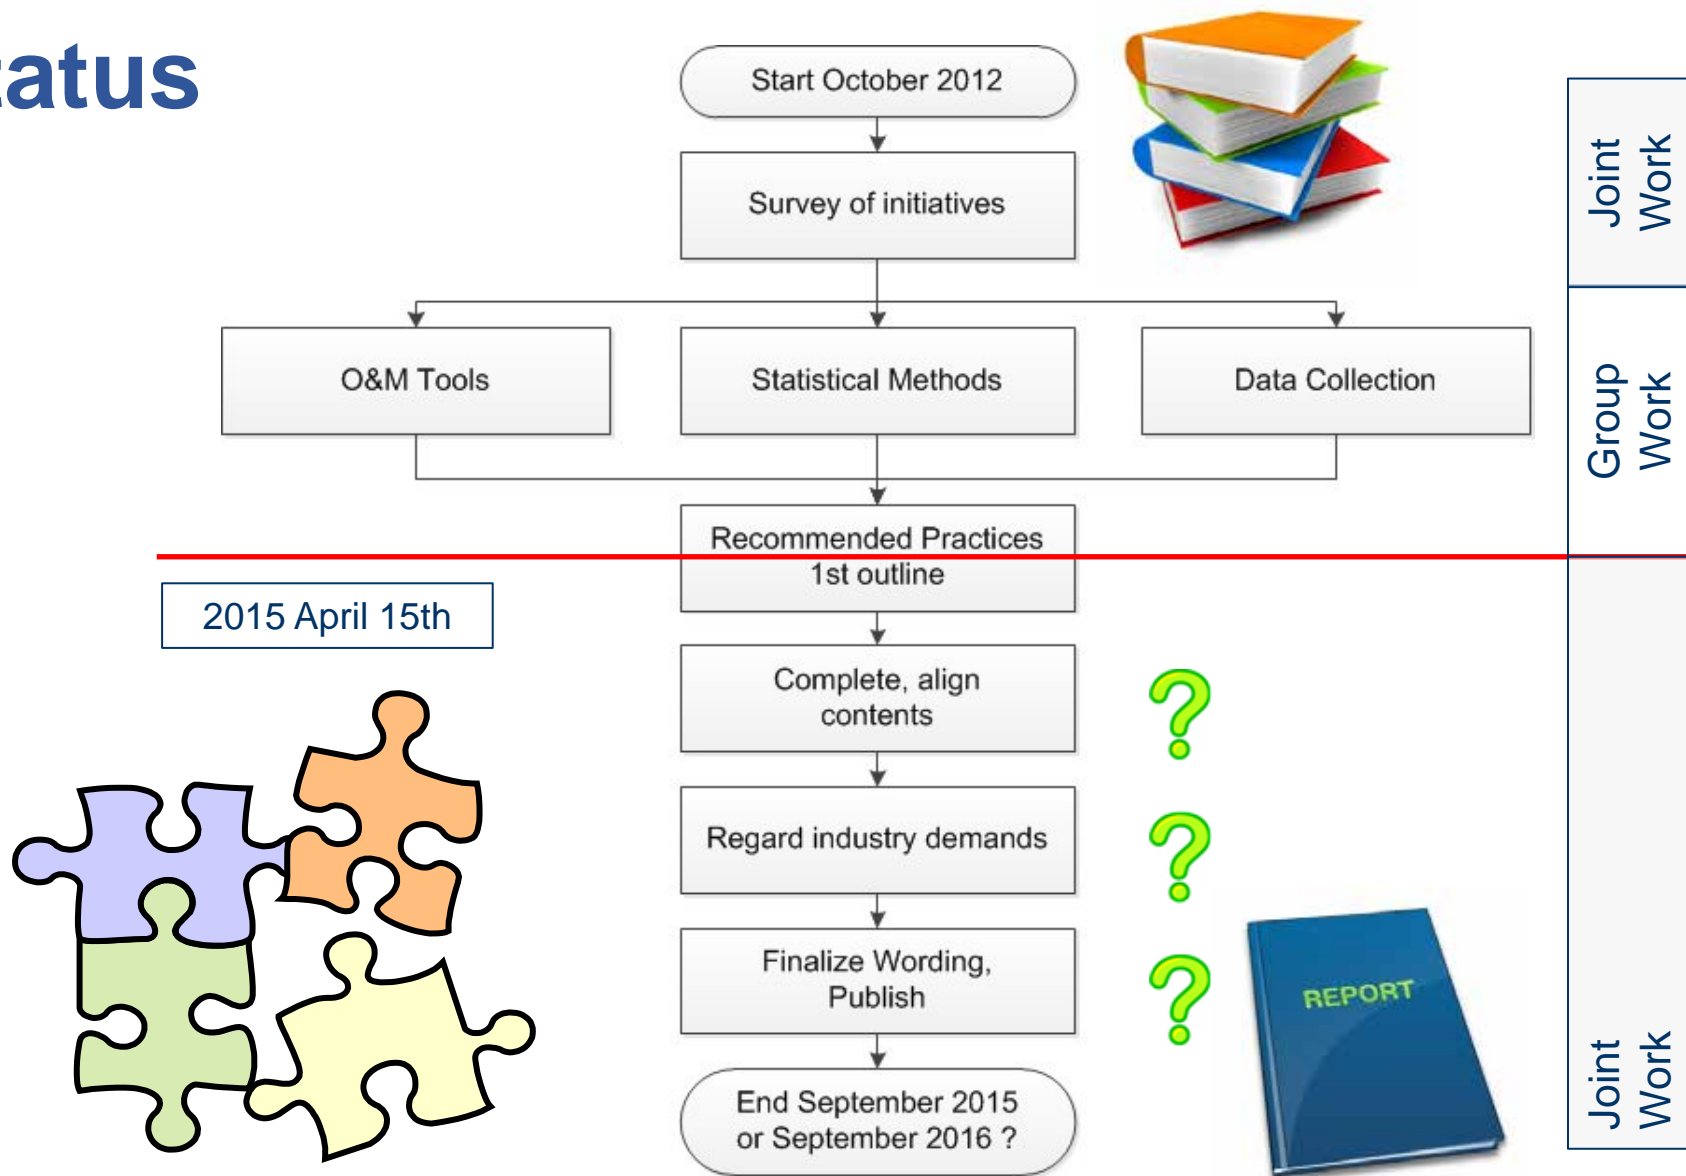 tatus
Start October 2012
Survey of initiatives
Joint
Work
O&M Tools
Statistical Methods
Data Collection
Group
Work
Recommended Practices
1st outline
2015 April 15th
Complete, align
contents
?
Regard industry demands
?
Finalize Wording,
Publish
?
REPORT
End September 2015
or September 2016 ?
Joint
Work